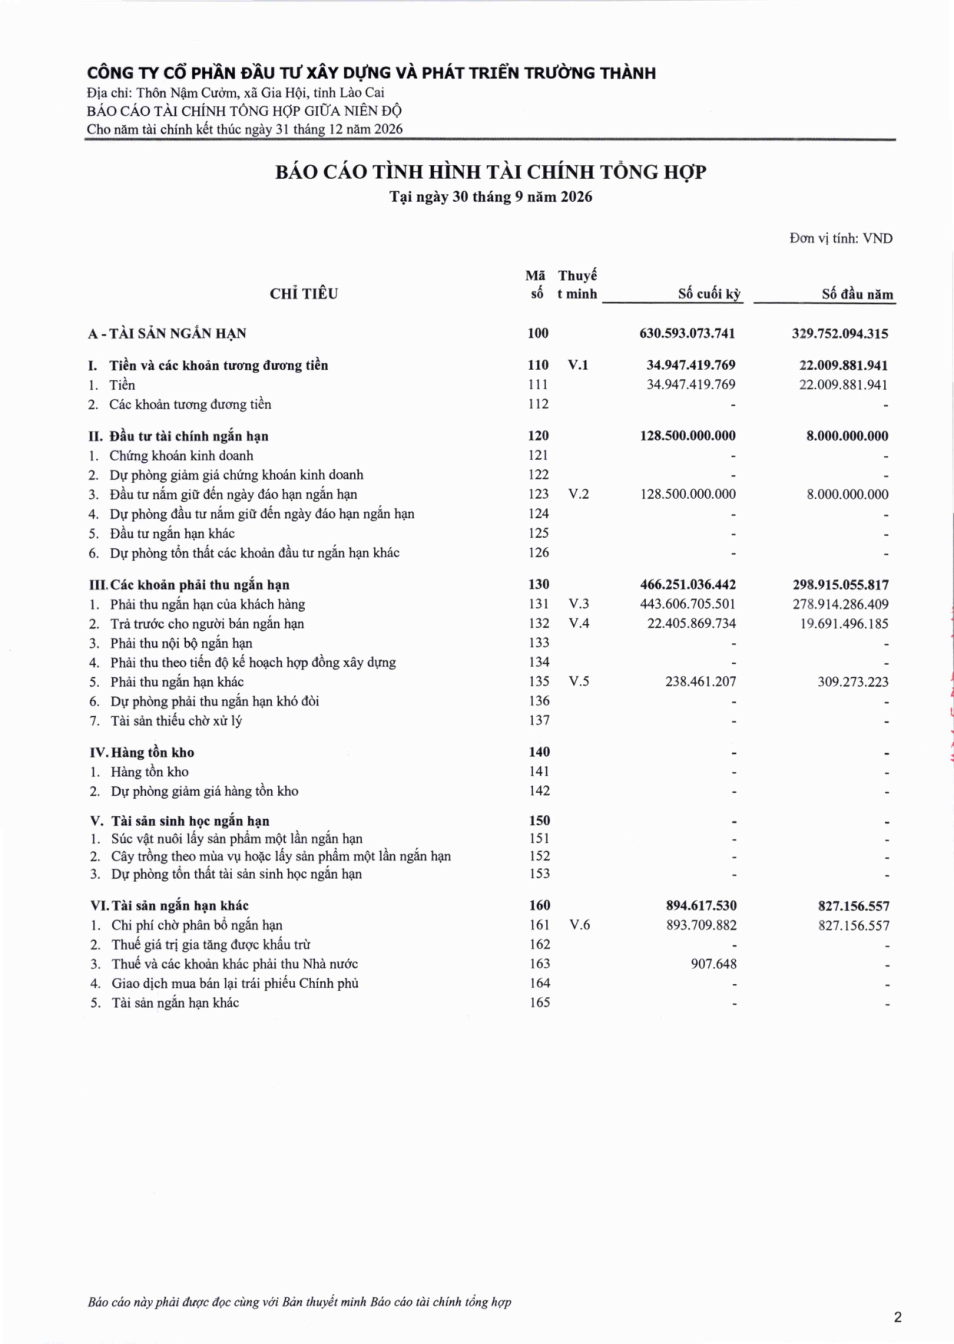 CÔNG TY CỔ PHẦN ĐẦU TƯ XÂY DỰNG VÀ PHÁT TRIỂN TRƯỜNG THÀNH
Địa chỉ: Thôn Nậm Cưởm, xã Gia Hội, tỉnh Lào Cai
BÁO CÁO TÀI CHÍNH TỔNG HỢP GIỮA NIÊN ĐỘ
Cho năm tài chính kết thúc ngày 31 tháng 12 năm 2026
BÁO CÁO TÌNH HÌNH TÀI CHÍNH TỔNG HỢP
Tại ngày 30 tháng 9 năm 2026
Đơn vị tính: VND
Mã Thuyế
CHỈ TIÊU số t minh Số cuối kỳ Số đầu năm
A - TÀI SẢN NGẮN HẠN 100 630.593.073.741 329.752.094.315
I. Tiền và các khoản tương đương tiền 110 V.1 34.947.419.769 22.009.881.941
1. Tiền 111 34.947.419.769 22.009.881.941
2. Các khoản tương đương tiền 112 - -
II. Đầu tư tài chính ngắn hạn 120 128.500.000.000 8.000.000.000
1. Chứng khoán kinh doanh 121 - -
2. Dự phòng giảm giá chứng khoán kinh doanh 122 - -
3. Đầu tư nắm giữ đến ngày đáo hạn ngắn hạn 123 V.2 128.500.000.000 8.000.000.000
4. Dự phòng đầu tư nắm giữ đến ngày đáo hạn ngắn hạn 124 - -
5. Đầu tư ngắn hạn khác 125 - -
6. Dự phòng tổn thất các khoản đầu tư ngắn hạn khác 126 - -
III. Các khoản phải thu ngắn hạn 130 466.251.036.442 298.915.055.817
1. Phải thu ngắn hạn của khách hàng 131 V.3 443.606.705.501 278.914.286.409
2. Trả trước cho người bán ngắn hạn 132 V.4 22.405.869.734 19.691.496.185
3. Phải thu nội bộ ngắn hạn 133 - -
4. Phải thu theo tiến độ kế hoạch hợp đồng xây dựng 134 - -
5. Phải thu ngắn hạn khác 135 V.5 238.461.207 309.273.223
6. Dự phòng phải thu ngắn hạn khó đòi 136 - -
7. Tài sản thiếu chờ xử lý 137 - -
IV. Hàng tồn kho 140 - -
1. Hàng tồn kho 141 - -
2. Dự phòng giảm giá hàng tồn kho 142 - -
V. Tài sản sinh học ngắn hạn 150 - -
1. Súc vật nuôi lấy sản phẩm một lần ngắn hạn 151 - -
2. Cây trồng theo mùa vụ hoặc lấy sản phẩm một lần ngắn hạn 152 - -
3. Dự phòng tổn thất tài sản sinh học ngắn hạn 153 - -
VI. Tài sản ngắn hạn khác 160 894.617.530 827.156.557
1. Chi phí chờ phân bổ ngắn hạn 161 V.6 893.709.882 827.156.557
2. Thuế giá trị gia tăng được khấu trừ 162 - -
3. Thuế và các khoản khác phải thu Nhà nước 163 907.648 -
4. Giao dịch mua bán lại trái phiếu Chính phủ 164 - -
5. Tài sản ngắn hạn khác 165 - -
Báo cáo này phải được đọc cùng với Bản thuyết minh Báo cáo tài chính tổng hợp
2